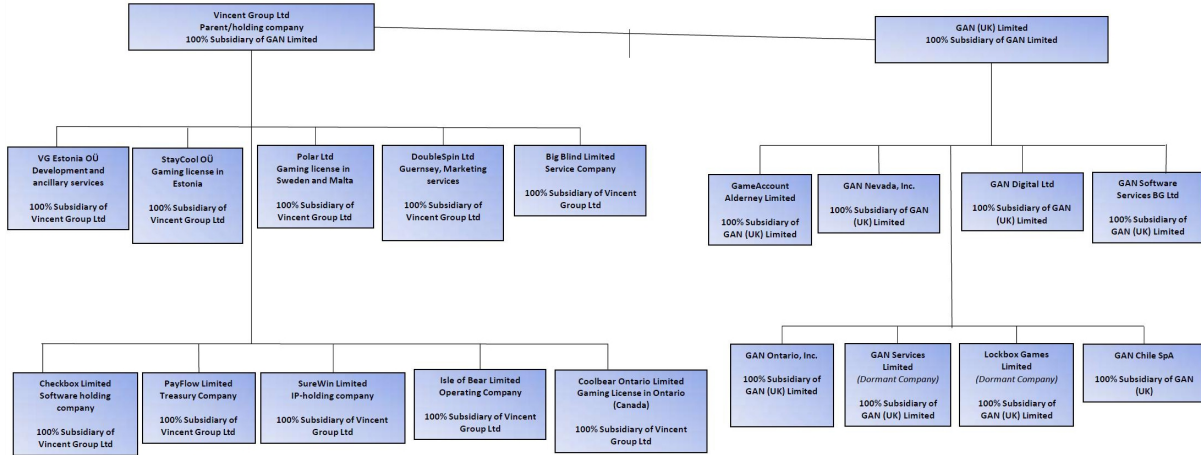 Vincent Group Ltd
Parent/holding company
100% Subsidiary of GAN Limited
GAN (UK) Limited
100% Subsidiary of GAN Limited
VG Estonia OÜ
Development and
ancillary services
100% Subsidiary of
Vincent Group Ltd
StayCool OÜ
Gaming license in
Estonia
100% Subsidiary of
Vincent Group Ltd
Polar Ltd
Gaming license in
Sweden and Malta
100% Subsidiary of
Vincent Group Ltd
DoubleSpin Ltd
Guernsey, Marketing
services
100% Subsidiary of
Vincent Group Ltd
Big Blind Limited
Service Company
100% Subsidiary of Vincent
Group Ltd
GameAccount
Alderney Limited
100% Subsidiary of
GAN (UK) Limited
GAN Nevada, Inc.
100% Subsidiary of GAN
(UK) Limited
GAN Digital Ltd
100% Subsidiary of GAN
(UK) Limited
GAN Software
Services BG Ltd
100% Subsidiary of
GAN (UK) Limited
Checkbox Limited
Software holding
company
100% Subsidiary of
Vincent Group Ltd
PayFlow Limited
Treasury Company
100% Subsidiary of
Vincent Group Ltd
SureWin Limited
IP-holding company
100% Subsidiary of Vincent
Group Ltd
Isle of Bear Limited
Operating Company
100% Subsidiary of Vincent
Group Ltd
Coolbear Ontario Limited
Gaming License in Ontario
(Canada)
100% Subsidiary of Vincent
Group Ltd
GAN Ontario, Inc.
100% Subsidiary of
GAN (UK) Limited
GAN Services
Limited
(Dormant Company)
100% Subsidiary of
GAN (UK) Limited
Lockbox Games
Limited
(Dormant Company)
100% Subsidiary of
GAN (UK) Limited
GAN Chile SpA
100% Subsidiary of GAN
(UK)